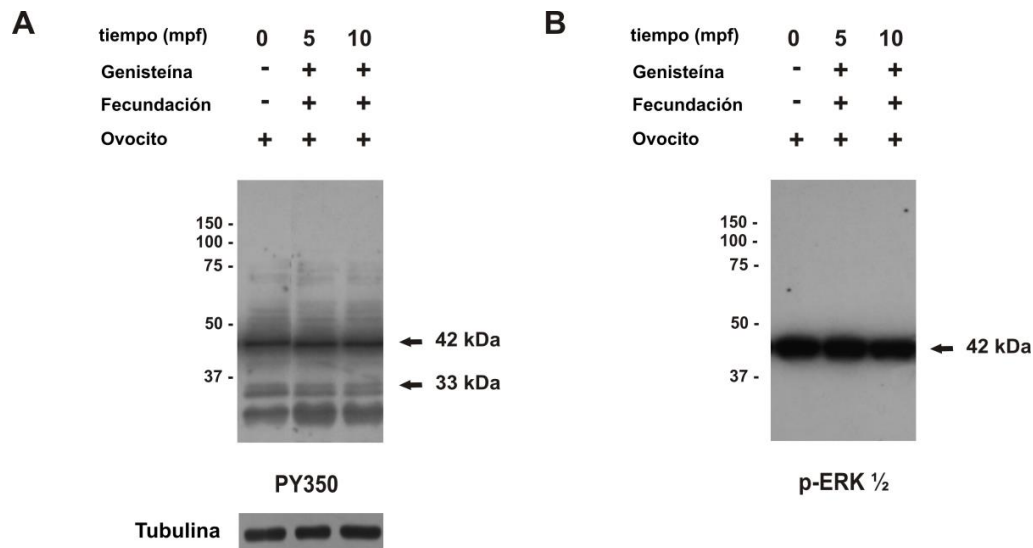 A
tiempo (mpf) 0 5 10
Genisteína - + +
Fecundación - + +
Ovocito + + +
150 -
100 -
75 -
50 -
42 kDa
37 -
33 kDa
PY350
Tubulina
B
tiempo (mpf) 0 5 10
Genisteína - + +
Fecundación - + +
Ovocito + + +
150 -
100 -
75 -
50 -
42 kDa
37 -
p-ERK ½